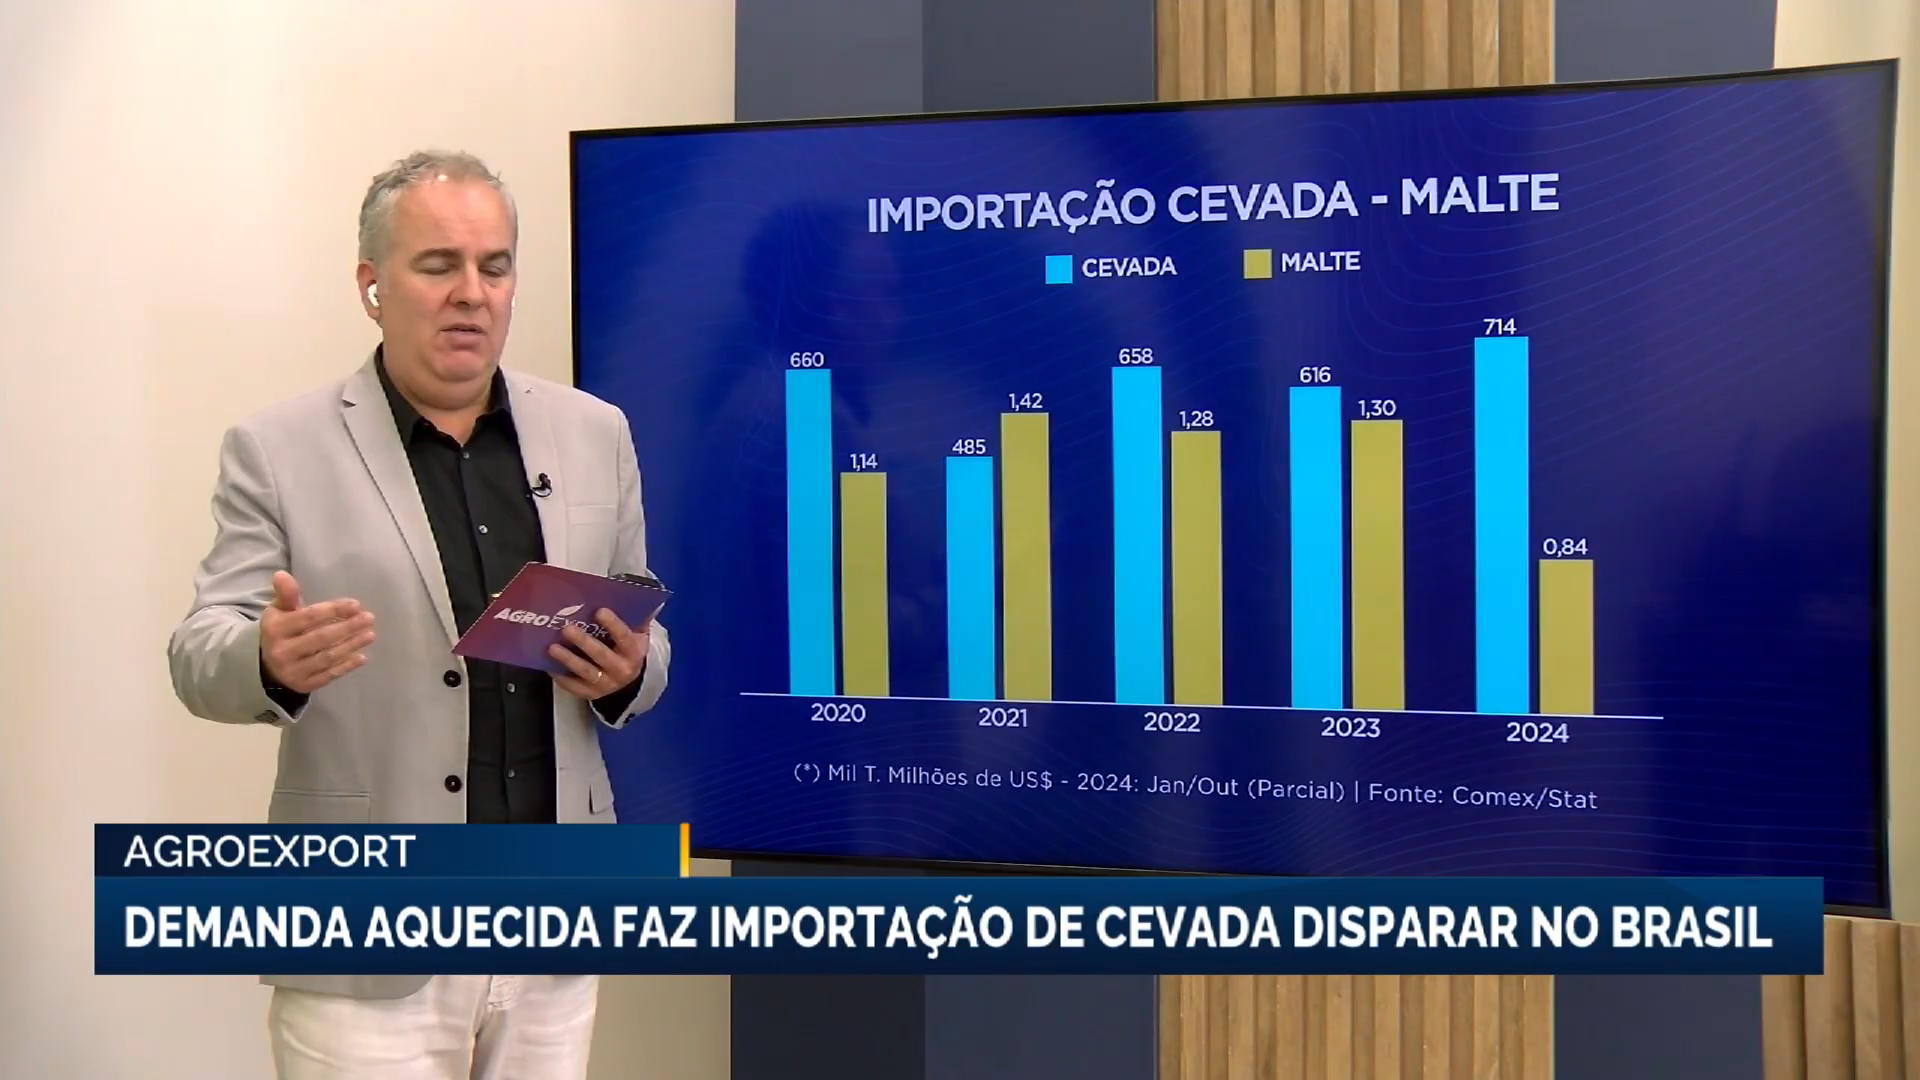 IMPORTAÇÃO CEVADA - MALTE
CEVADA MALTE
660 1,14 485 1,42 658 1,28 616 1,30 714 0,84
2020 2021 2022 2023 2024
(*) Mil T. Milhões de US$ - 2024: Jan/Out (Parcial) | Fonte: Comex/Stat
AGROEXPORT
AGROEXPORT
DEMANDA AQUECIDA FAZ IMPORTAÇÃO DE CEVADA DISPARAR NO BRASIL